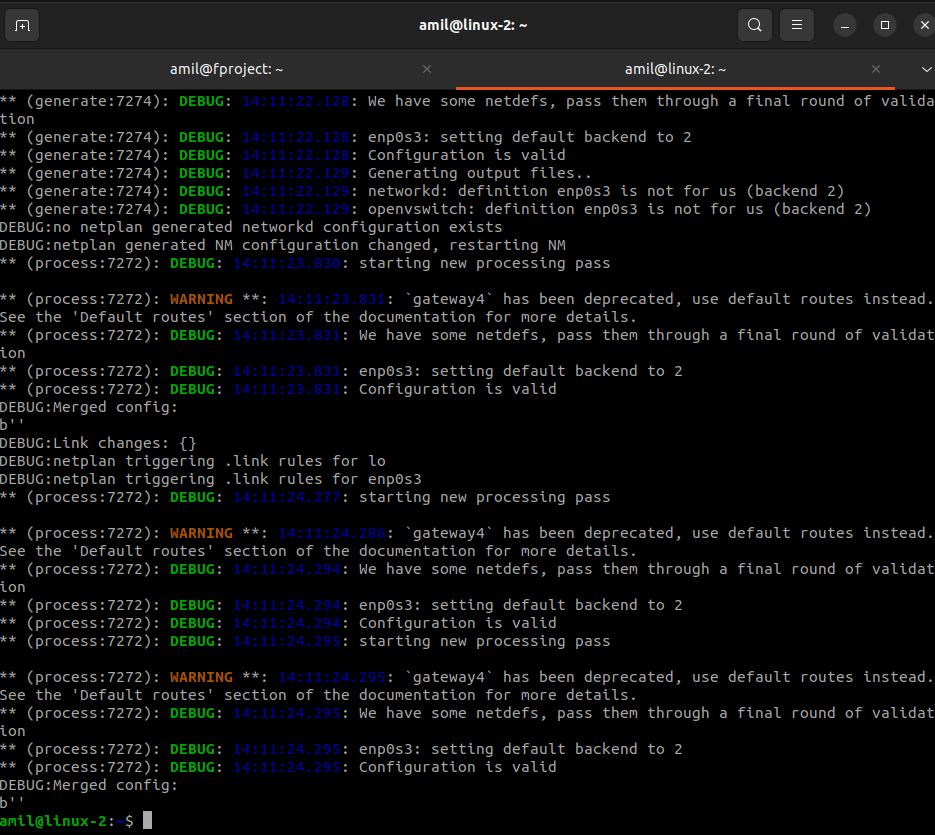 amil@linux-2: ~
amil@fproject: ~
amil@linux-2: ~
** (generate:7274): DEBUG: 14:11:22.128: We have some netdefs, pass them through a final round of valida
tion
** (generate:7274): DEBUG: 14:11:22.128: enp0s3: setting default backend to 2
** (generate:7274): DEBUG: 14:11:22.128: Configuration is valid
** (generate:7274): DEBUG: 14:11:22.129: Generating output files..
** (generate:7274): DEBUG: 14:11:22.129: networkd: definition enp0s3 is not for us (backend 2)
** (generate:7274): DEBUG: 14:11:22.129: openvswitch: definition enp0s3 is not for us (backend 2)
DEBUG:no netplan generated networkd configuration exists
DEBUG:netplan generated NM configuration changed, restarting NM
** (process:7272): DEBUG: 14:11:23.830: starting new processing pass
** (process:7272): WARNING **: 14:11:23.831: `gateway4` has been deprecated, use default routes instead.
See the 'Default routes' section of the documentation for more details.
** (process:7272): DEBUG: 14:11:23.831: We have some netdefs, pass them through a final round of validat
ion
** (process:7272): DEBUG: 14:11:23.831: enp0s3: setting default backend to 2
** (process:7272): DEBUG: 14:11:23.831: Configuration is valid
DEBUG:Merged config:
b''
DEBUG:Link changes: {}
DEBUG:netplan triggering .link rules for lo
DEBUG:netplan triggering .link rules for enp0s3
** (process:7272): DEBUG: 14:11:24.277: starting new processing pass
** (process:7272): WARNING **: 14:11:24.286: `gateway4` has been deprecated, use default routes instead.
See the 'Default routes' section of the documentation for more details.
** (process:7272): DEBUG: 14:11:24.294: We have some netdefs, pass them through a final round of validat
ion
** (process:7272): DEBUG: 14:11:24.294: enp0s3: setting default backend to 2
** (process:7272): DEBUG: 14:11:24.294: Configuration is valid
** (process:7272): DEBUG: 14:11:24.295: starting new processing pass
** (process:7272): WARNING **: 14:11:24.295: `gateway4` has been deprecated, use default routes instead.
See the 'Default routes' section of the documentation for more details.
** (process:7272): DEBUG: 14:11:24.295: We have some netdefs, pass them through a final round of validat
ion
** (process:7272): DEBUG: 14:11:24.295: enp0s3: setting default backend to 2
** (process:7272): DEBUG: 14:11:24.295: Configuration is valid
DEBUG:Merged config:
b''
amil@linux-2:~$